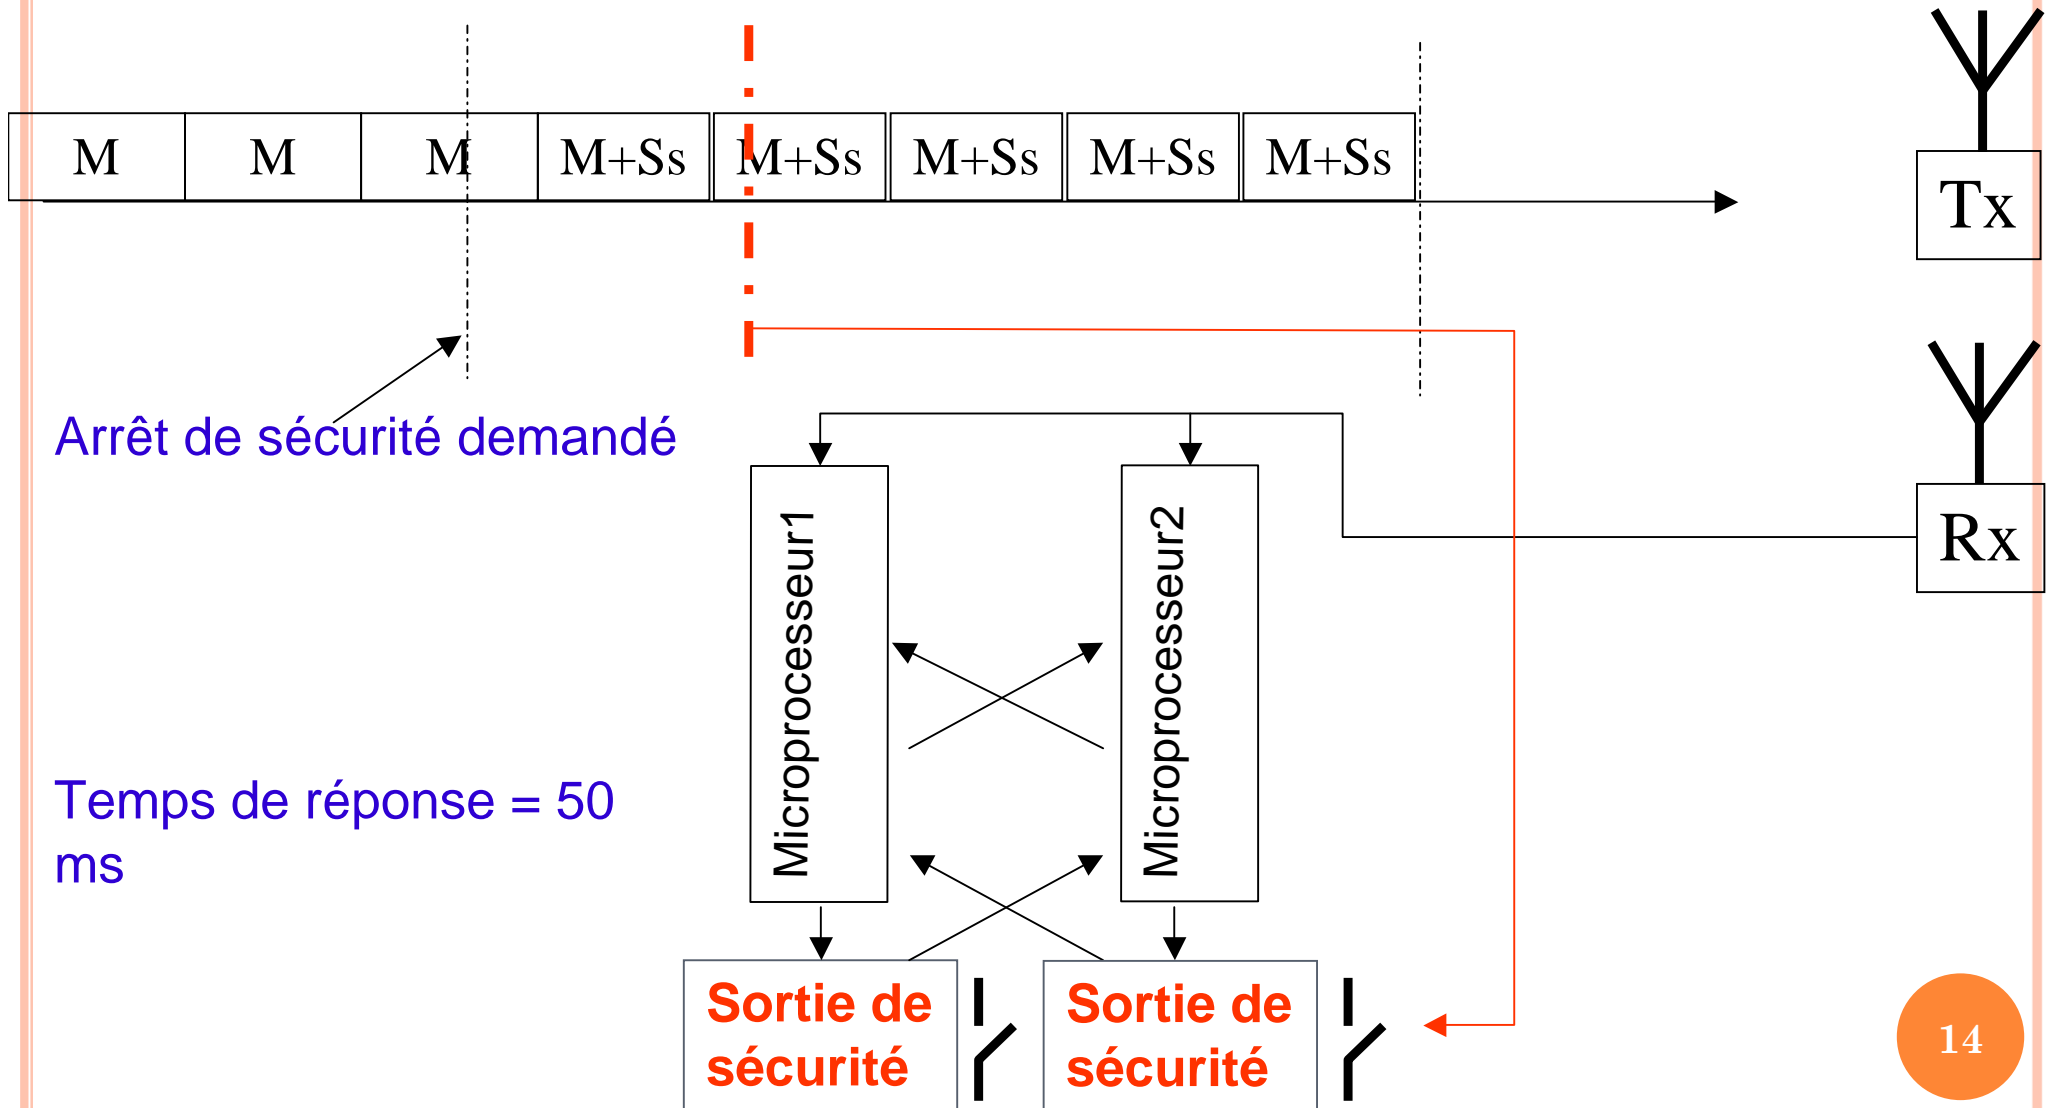 M M M M+Ss M+Ss M+Ss M+Ss M+Ss
Tx
Arrêt de sécurité demandé
Rx
Microprocesseur1
Microprocesseur2
Temps de réponse = 50
ms
Sortie de
sécurité
Sortie de
sécurité
14